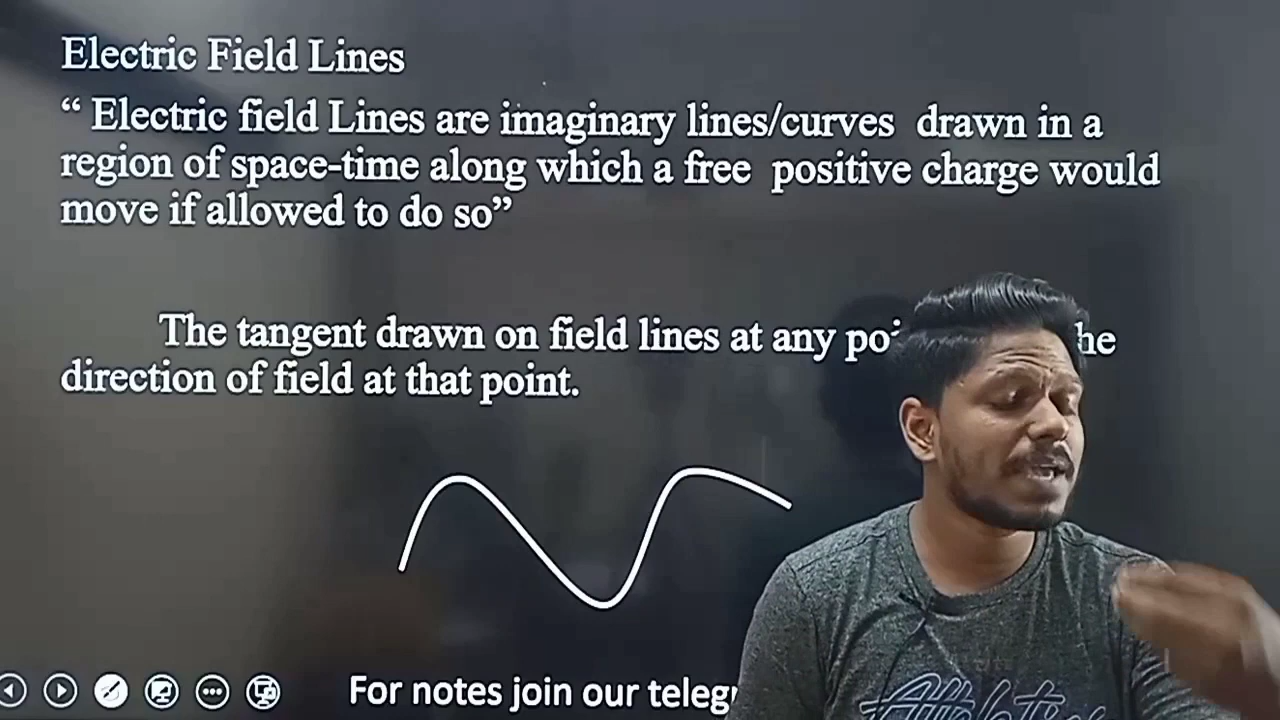 Electric Field Lines
“ Electric field Lines are imaginary lines/curves drawn in a
region of space-time along which a free positive charge would
move if allowed to do so”
The tangent drawn on field lines at any
direction of field at that point.
For notes join our